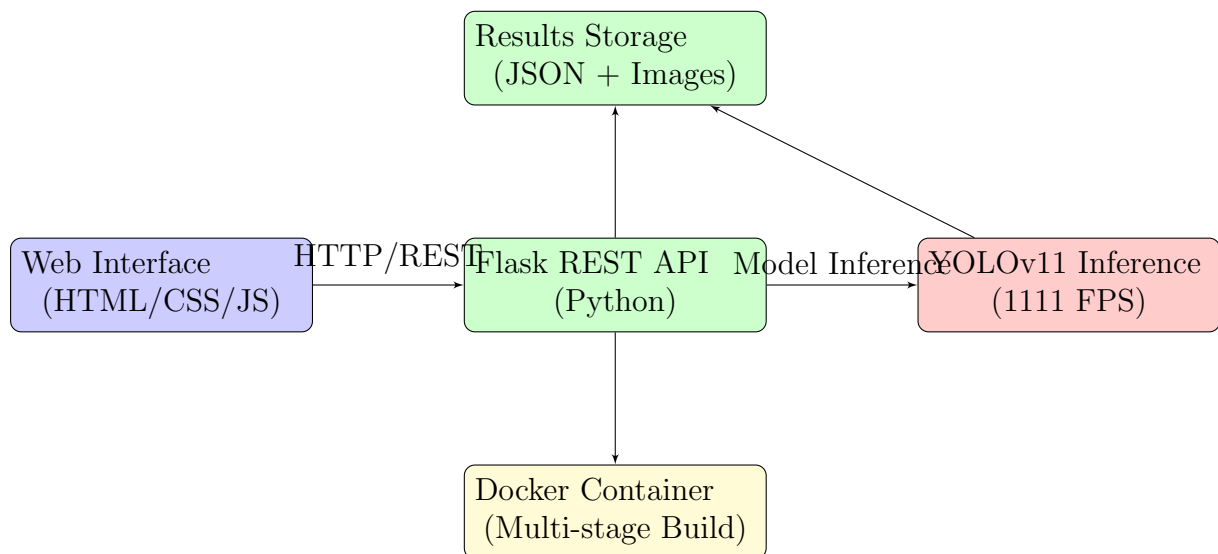 Results Storage
(JSON + Images)
Web Interface
(HTML/CSS/JS)
HTTP/REST
Flask REST API
(Python)
Model Inference
YOLOv11 Inference
(1111 FPS)
Docker Container
(Multi-stage Build)